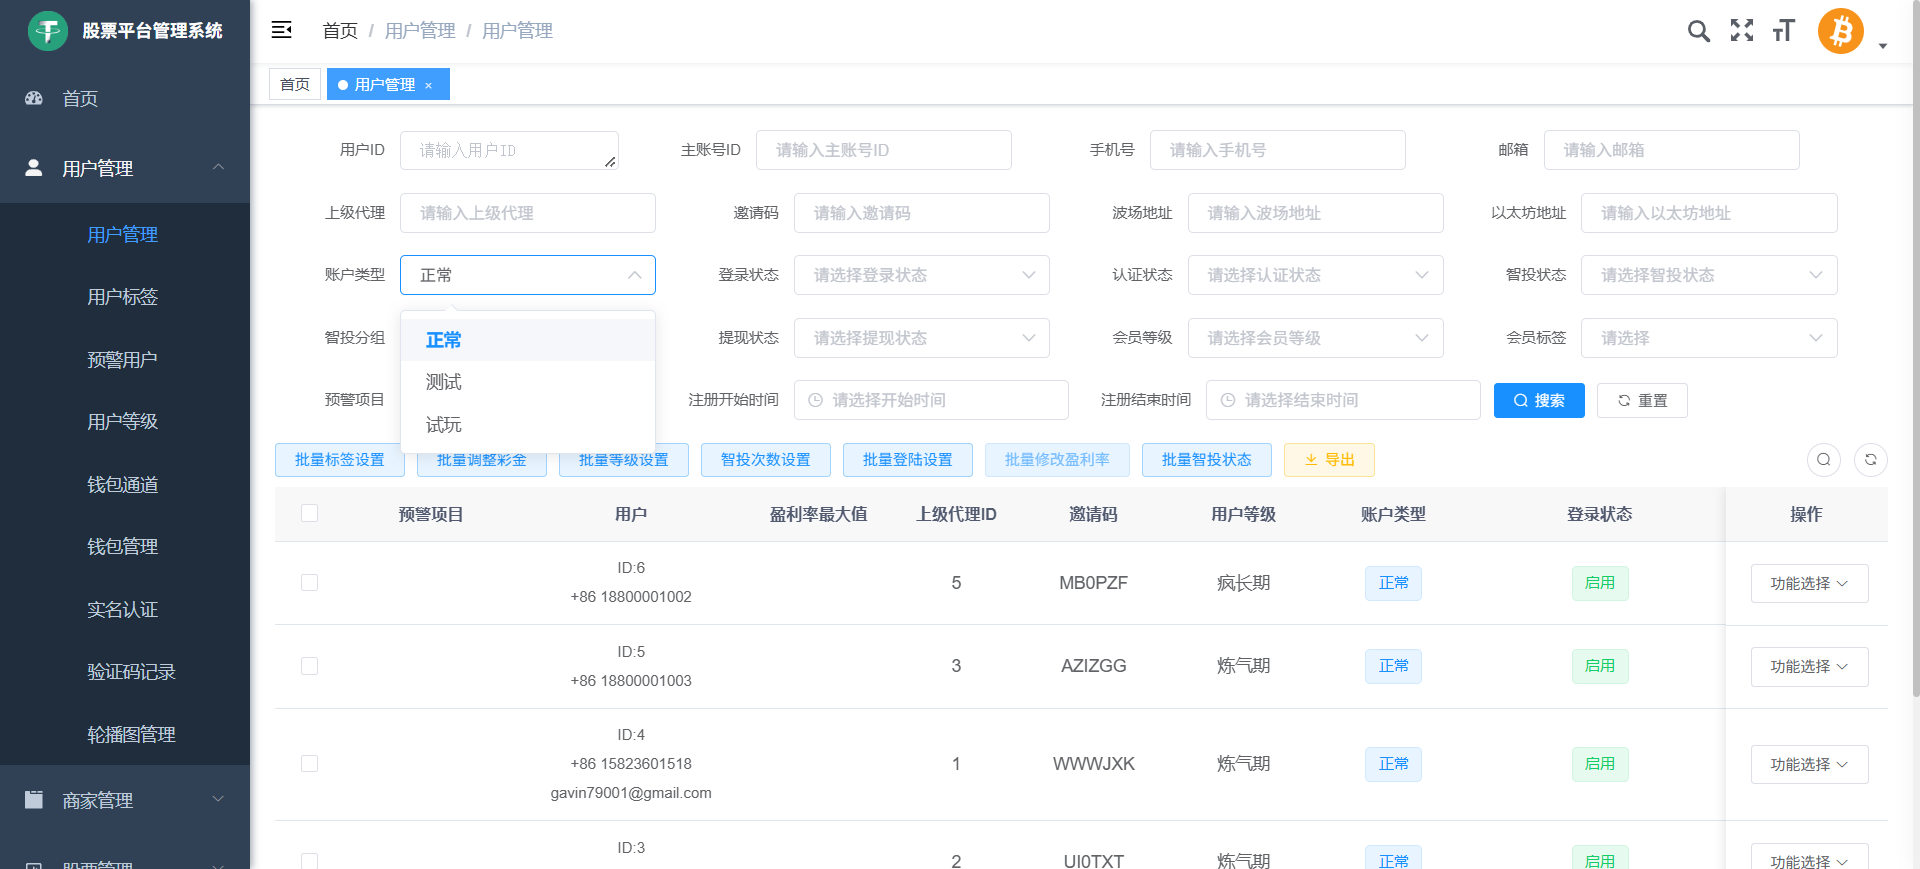 股票平台管理系统
首页
用户管理
用户管理
用户标签
预警用户
用户等级
钱包通道
钱包管理
实名认证
验证码记录
轮播图管理
商家管理
股票管理
首页 / 用户管理 / 用户管理
首页 用户管理 ×
用户ID 请输入用户ID 主账号ID 请输入主账号ID 手机号 请输入手机号 邮箱 请输入邮箱
上级代理 请输入上级代理 邀请码 请输入邀请码 波场地址 请输入波场地址 以太坊地址 请输入以太坊地址
账户类型 正常 登录状态 请选择登录状态 认证状态 请选择认证状态 智投状态 请选择智投状态
智投分组 提现状态 请选择提现状态 会员等级 请选择会员等级 会员标签 请选择
预警项目 注册开始时间 请选择开始时间 注册结束时间 请选择结束时间 搜索 重置
正常
测试
试玩
批量标签设置 批量调整彩金 批量等级设置 智投次数设置 批量登陆设置 批量修改盈利率 批量智投状态 导出
预警项目 用户 盈利率最大值 上级代理ID 邀请码 用户等级 账户类型 登录状态 操作
ID:6
+86 18800001002
5 MB0PZF 疯长期 正常 启用 功能选择
ID:5
+86 18800001003
3 AZIZGG 炼气期 正常 启用 功能选择
ID:4
+86 15823601518
gavin79001@gmail.com
1 WWWJXK 炼气期 正常 启用 功能选择
ID:3
2 UI0TXT 炼气期 正常 启用 功能选择